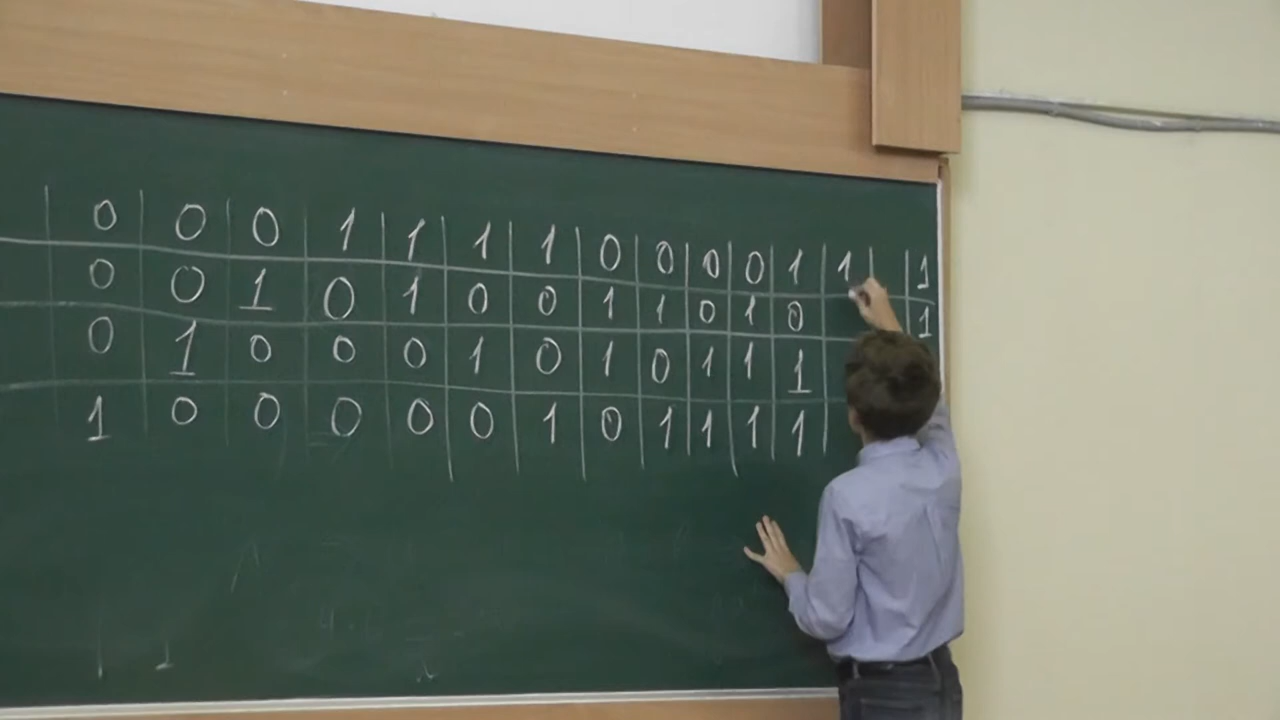 0 0 0 1 1 1 1 0 0 0 0 1 1 1
0 0 1 0 1 0 0 1 1 0 1 0 1
0 1 0 0 0 1 0 1 0 1 1 1
1 0 0 0 0 0 1 0 1 1 1 1